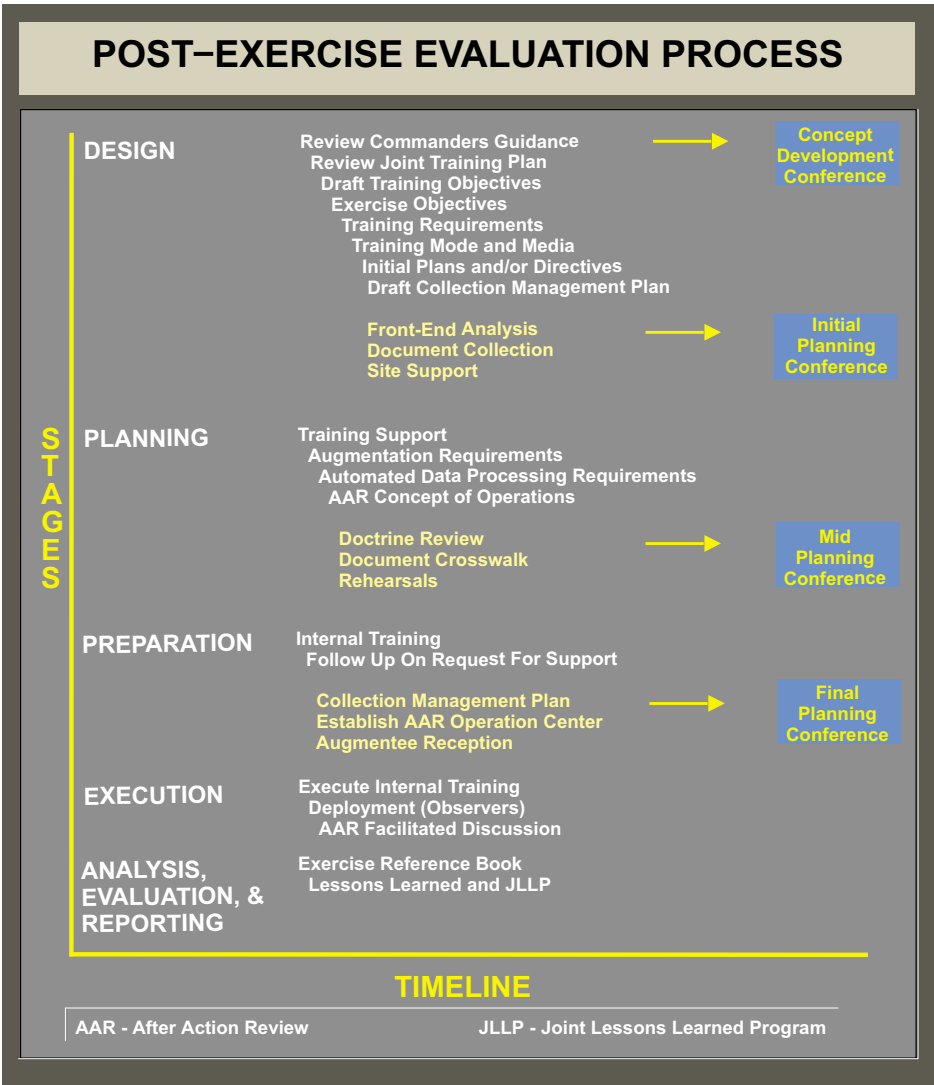 POST–EXERCISE EVALUATION PROCESS
DESIGN
Review Commanders Guidance
Review Joint Training Plan
Draft Training Objectives
Exercise Objectives
Training Requirements
Training Mode and Media
Initial Plans and/or Directives
Draft Collection Management Plan
Concept
Development
Conference
Front-End Analysis
Document Collection
Site Support
Initial
Planning
Conference
STAGES
PLANNING
Training Support
Augmentation Requirements
Automated Data Processing Requirements
AAR Concept of Operations
Doctrine Review
Document Crosswalk
Rehearsals
Mid
Planning
Conference
PREPARATION
Internal Training
Follow Up On Request For Support
Collection Management Plan
Establish AAR Operation Center
Augmentee Reception
Final
Planning
Conference
EXECUTION
Execute Internal Training
Deployment (Observers)
AAR Facilitated Discussion
ANALYSIS,
EVALUATION, &
REPORTING
Exercise Reference Book
Lessons Learned and JLLP
TIMELINE
AAR - After Action Review
JLLP - Joint Lessons Learned Program